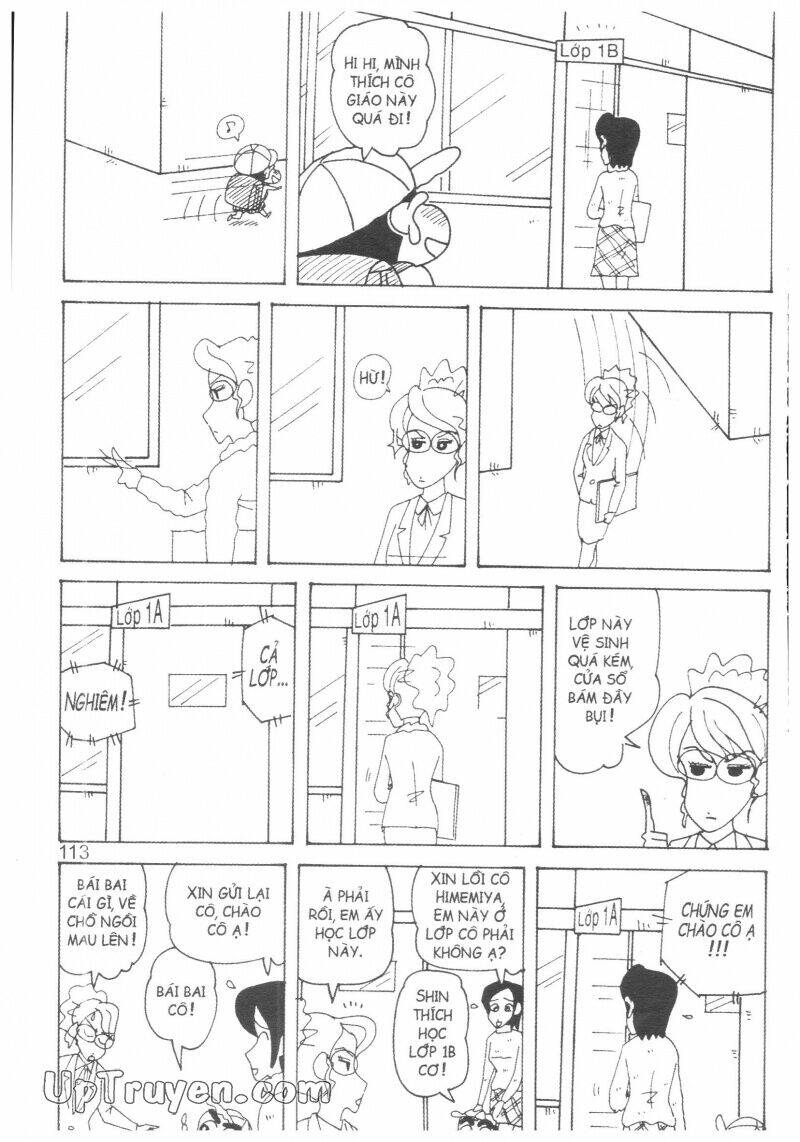 Lớp 1B
HI HI, MÌNH
THÍCH CÔ
GIÁO NÀY
QUÁ ĐI!
♪
HỪ!
LỚP NÀY
VỆ SINH
QUÁ KÉM,
CỬA SỔ
BÁM ĐẦY
BỤI!
Lớp 1A
Lớp 1A
CẢ
LỚP...
NGHIÊM!
113
Lớp 1A
CHÚNG EM
CHÀO CÔ Ạ
!!!
XIN LỖI CÔ
HIMEMIYA,
EM NÀY Ở
LỚP CÔ PHẢI
KHÔNG Ạ?
SHIN
THÍCH
HỌC
LỚP 1B
CƠ!
À PHẢI
RỒI, EM ẤY
HỌC LỚP
NÀY.
XIN GỬI LẠI
CÔ, CHÀO
CÔ Ạ!
BÁI BAI
CÔ!
BÁI BAI
CÁI GÌ, VỀ
CHỖ NGỒI
MAU LÊN!
UpTruyen.com